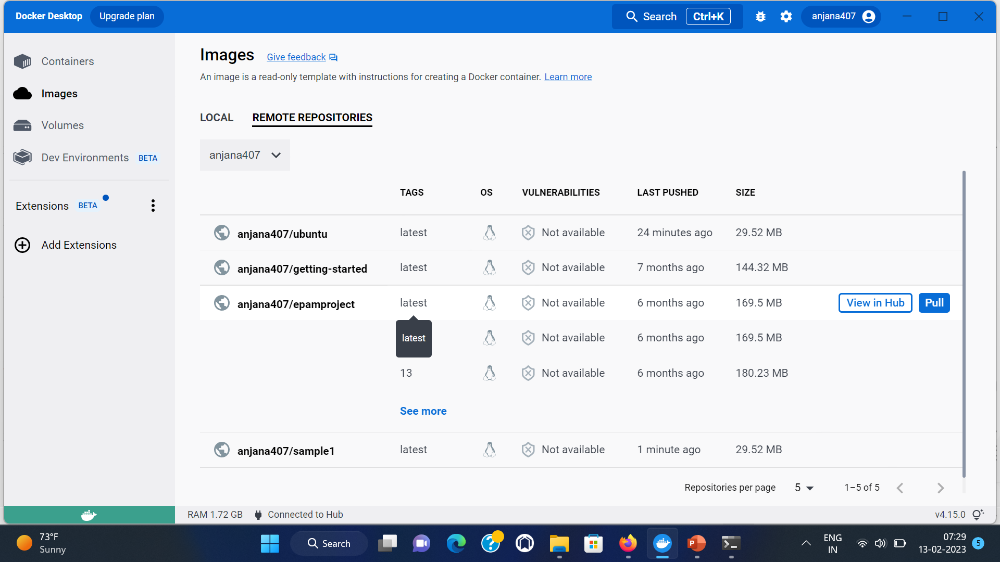 Docker Desktop Upgrade plan Search Ctrl+K anjana407
Containers
Images
Volumes
Dev Environments BETA
Extensions BETA
Add Extensions
Images Give feedback
An image is a read-only template with instructions for creating a Docker container. Learn more
LOCAL REMOTE REPOSITORIES
anjana407
TAGS OS VULNERABILITIES LAST PUSHED SIZE
anjana407/ubuntu latest Not available 24 minutes ago 29.52 MB
anjana407/getting-started latest Not available 7 months ago 144.32 MB
anjana407/epamproject latest Not available 6 months ago 169.5 MB View in Hub Pull
latest Not available 6 months ago 169.5 MB
13 Not available 6 months ago 180.23 MB
See more
anjana407/sample1 latest Not available 1 minute ago 29.52 MB
Repositories per page 5 1–5 of 5
RAM 1.72 GB Connected to Hub v4.15.0
73°F
Sunny
Search
ENG
IN
07:29
13-02-2023
5